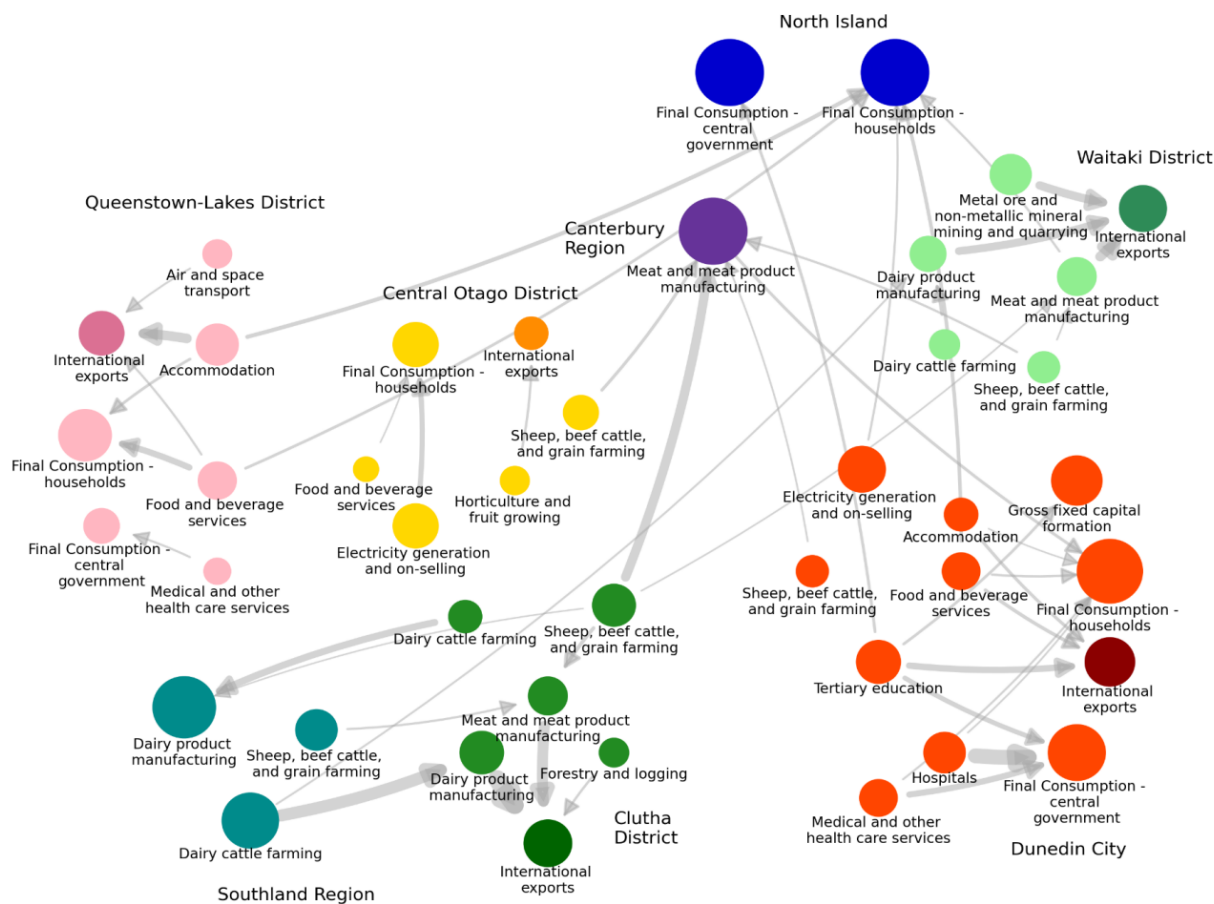 North Island
Final Consumption -
central
government
Final Consumption -
households
Waitaki District
Metal ore and
non-metallic mineral
mining and quarrying
International
exports
Dairy product
manufacturing
Meat and meat product
manufacturing
Dairy cattle farming
Sheep, beef cattle,
and grain farming
Canterbury
Region
Meat and meat product
manufacturing
Queenstown-Lakes District
Air and space
transport
International
exports
Accommodation
Final Consumption -
households
Food and beverage
services
Final Consumption -
central
government
Medical and other
health care services
Central Otago District
Final Consumption -
households
International
exports
Sheep, beef cattle,
and grain farming
Food and beverage
services
Horticulture and
fruit growing
Electricity generation
and on-selling
Electricity generation
and on-selling
Gross fixed capital
formation
Accommodation
Sheep, beef cattle,
and grain farming
Food and beverage
services
Final Consumption -
households
Tertiary education
International
exports
Hospitals
Final Consumption -
central
government
Medical and other
health care services
Dunedin City
Dairy cattle farming
Sheep, beef cattle,
and grain farming
Meat and meat product
manufacturing
Dairy product
manufacturing
Forestry and logging
International
exports
Clutha
District
Dairy product
manufacturing
Sheep, beef cattle,
and grain farming
Dairy cattle farming
Southland Region